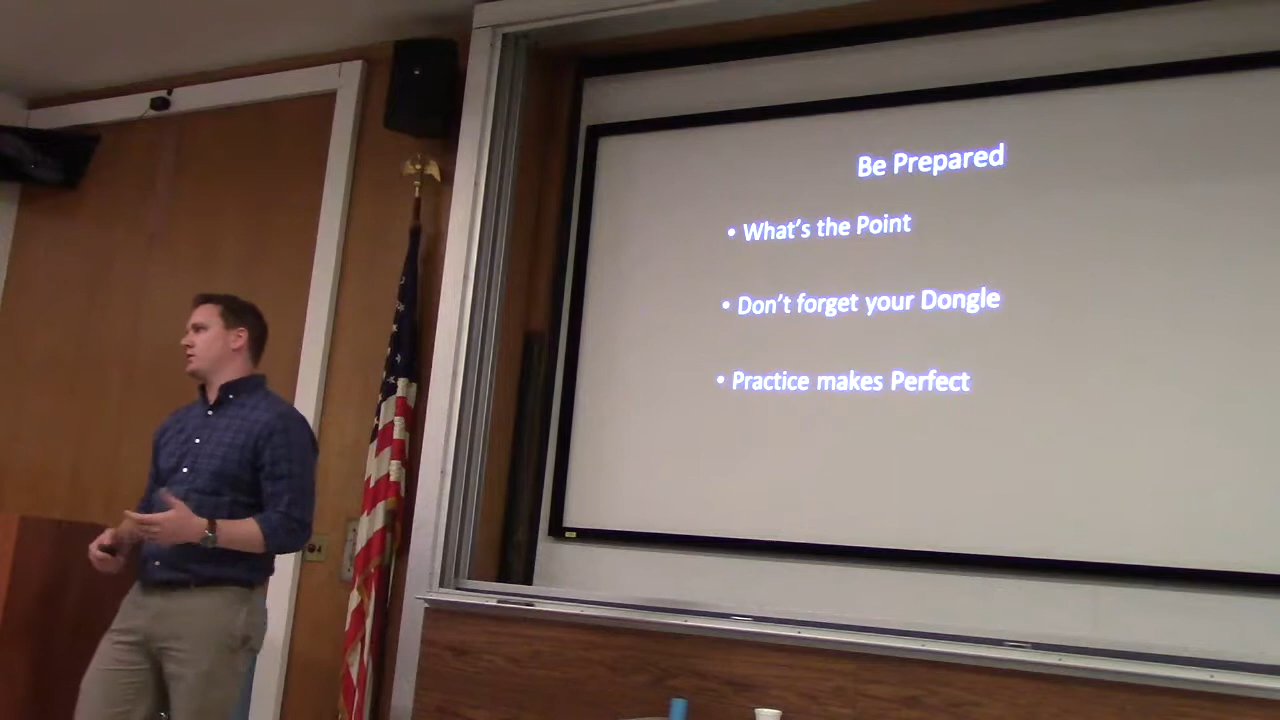 Be Prepared
• What's the Point
• Don't forget your Dongle
• Practice makes Perfect